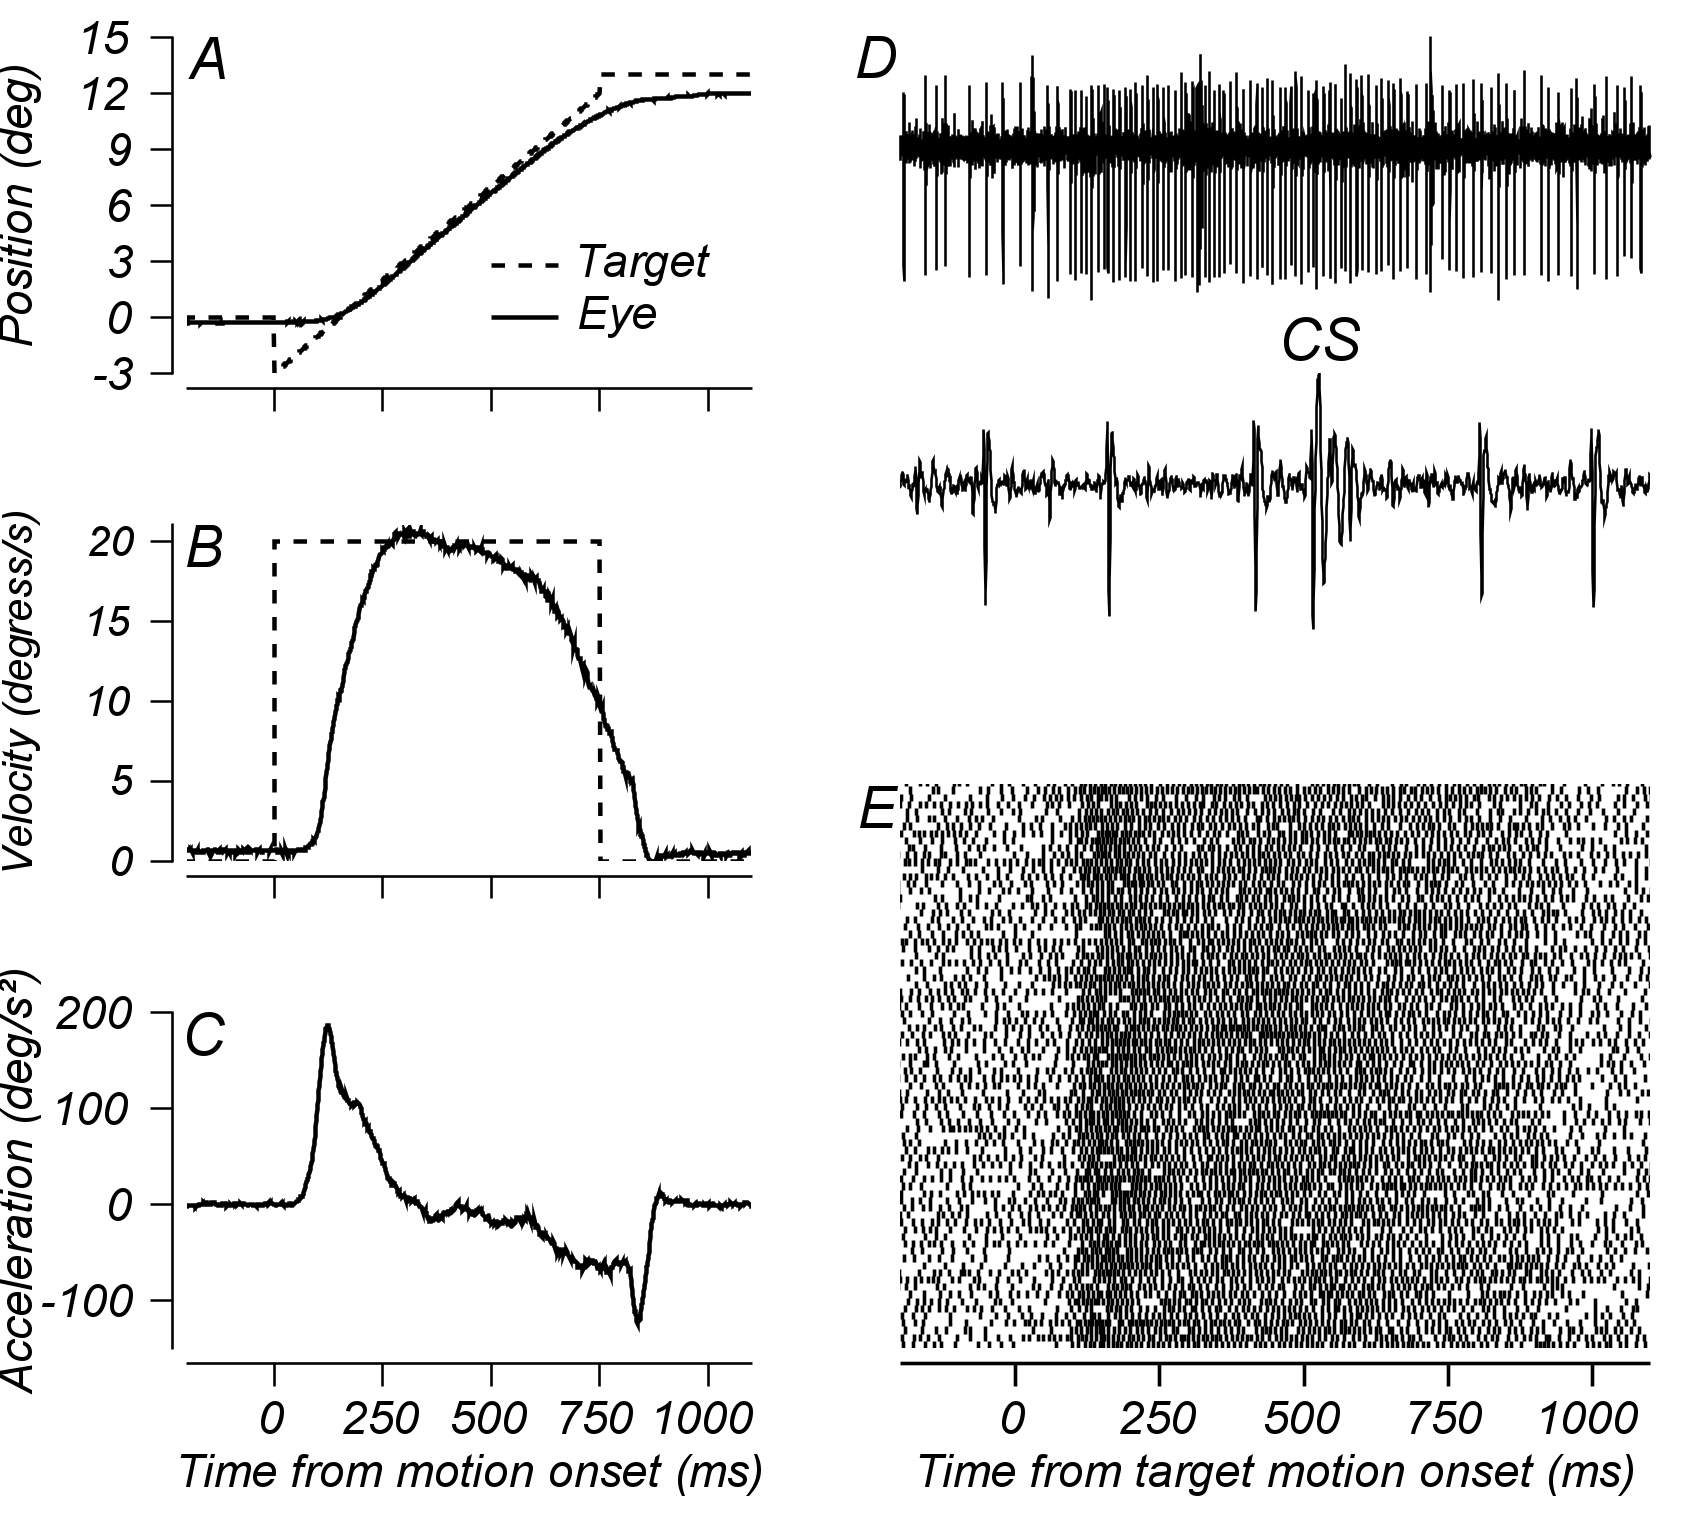 A
15
12
9
6
3
0
-3
Position (deg)
Target
Eye
B
20
15
10
5
0
Velocity (degress/s)
C
200
100
0
-100
Acceleration (deg/s²)
0 250 500 750 1000
Time from motion onset (ms)
D
CS
E
0 250 500 750 1000
Time from target motion onset (ms)